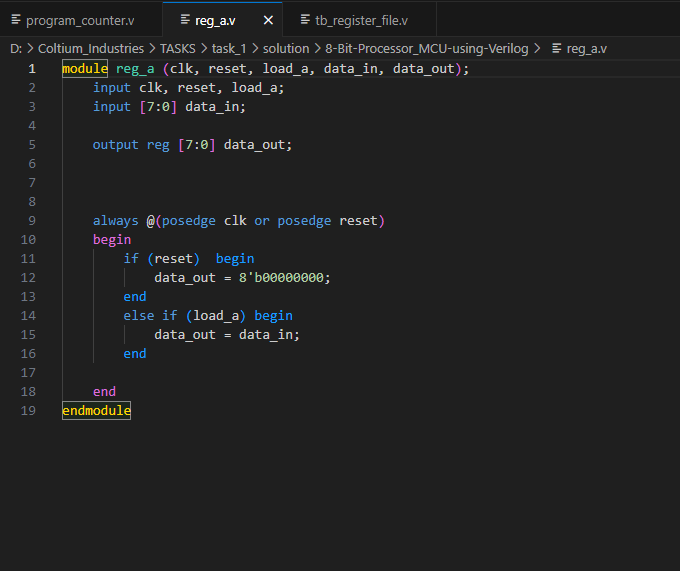 program_counter.v reg_a.v × tb_register_file.v
D: > Coltium_Industries > TASKS > task_1 > solution > 8-Bit-Processor_MCU-using-Verilog > reg_a.v
1 module reg_a (clk, reset, load_a, data_in, data_out);
2 input clk, reset, load_a;
3 input [7:0] data_in;
4
5 output reg [7:0] data_out;
6
7
8
9 always @(posedge clk or posedge reset)
10 begin
11 if (reset)  begin
12 data_out = 8'b00000000;
13 end
14 else if (load_a) begin
15 data_out = data_in;
16 end
17
18 end
19 endmodule